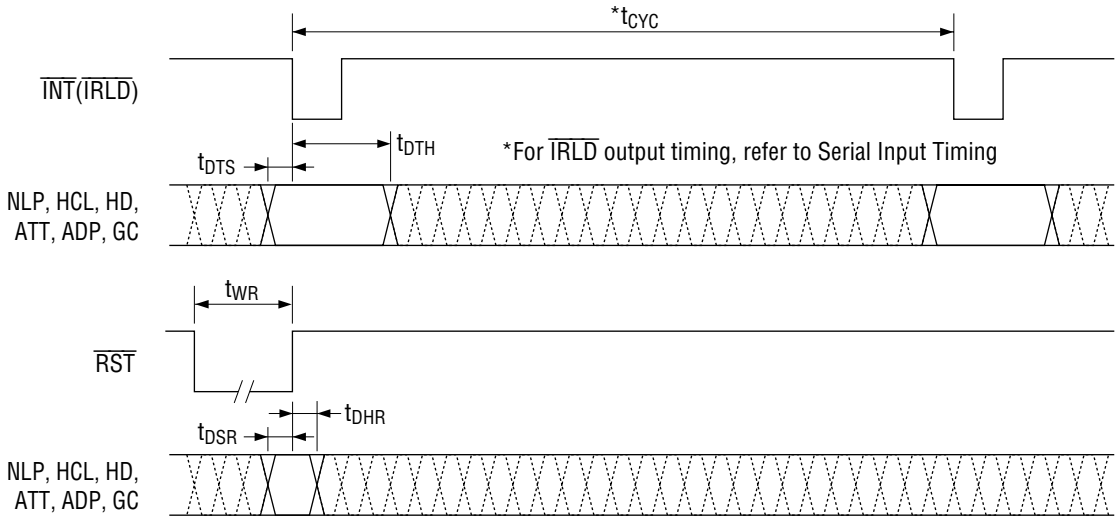 *tCYC
INT(IRLD)
tDTH
*For IRLD output timing, refer to Serial Input Timing
tDTS
NLP, HCL, HD,
ATT, ADP, GC
tWR
RST
tDHR
tDSR
NLP, HCL, HD,
ATT, ADP, GC